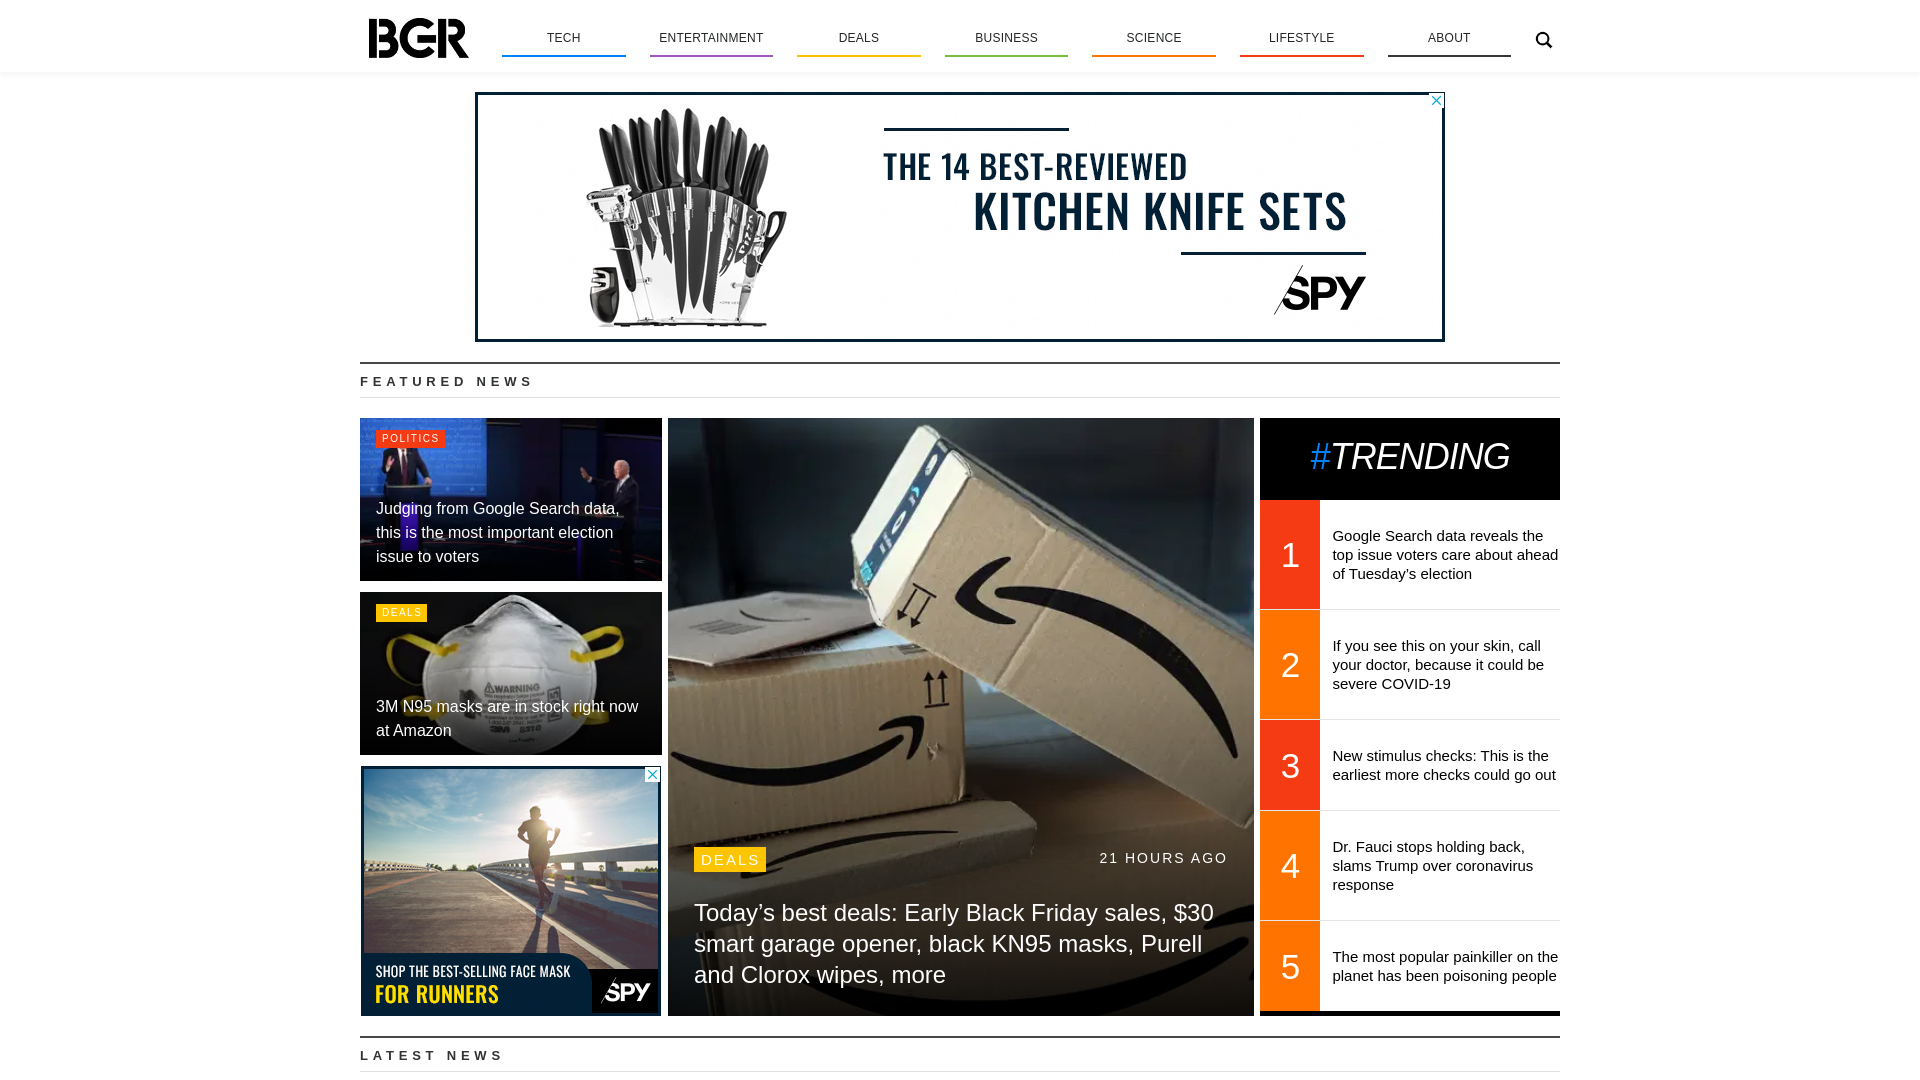 BGR
TECH
ENTERTAINMENT
DEALS
BUSINESS
SCIENCE
LIFESTYLE
ABOUT
THE 14 BEST-REVIEWED
KITCHEN KNIFE SETS
SPY
FEATURED NEWS
POLITICS
Judging from Google Search data,
this is the most important election
issue to voters
DEALS
WARNING
3M N95 masks are in stock right now
at Amazon
SHOP THE BEST-SELLING FACE MASK
FOR RUNNERS
SPY
DEALS
21 HOURS AGO
Today’s best deals: Early Black Friday sales, $30
smart garage opener, black KN95 masks, Purell
and Clorox wipes, more
#TRENDING
1
Google Search data reveals the
top issue voters care about ahead
of Tuesday’s election
2
If you see this on your skin, call
your doctor, because it could be
severe COVID-19
3
New stimulus checks: This is the
earliest more checks could go out
4
Dr. Fauci stops holding back,
slams Trump over coronavirus
response
5
The most popular painkiller on the
planet has been poisoning people
LATEST NEWS